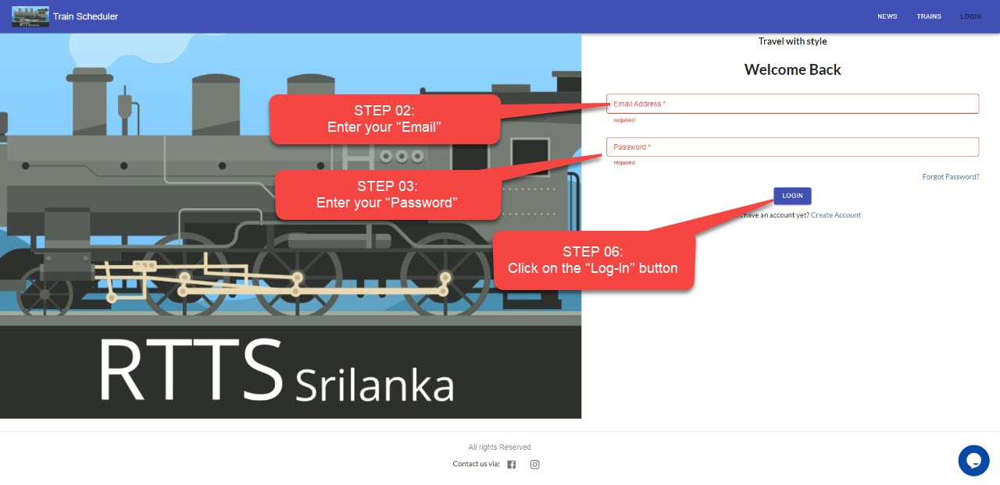 Train Scheduler
NEWS
TRAINS
LOGIN
Travel with style
Welcome Back
STEP 02:
Enter your “Email”
Email Address *
required
Password *
required
STEP 03:
Enter your “Password”
Forgot Password?
LOGIN
have an account yet? Create Account
STEP 06:
Click on the “Log-In” button
RTTS Srilanka
All rights Reserved
Contact us via: